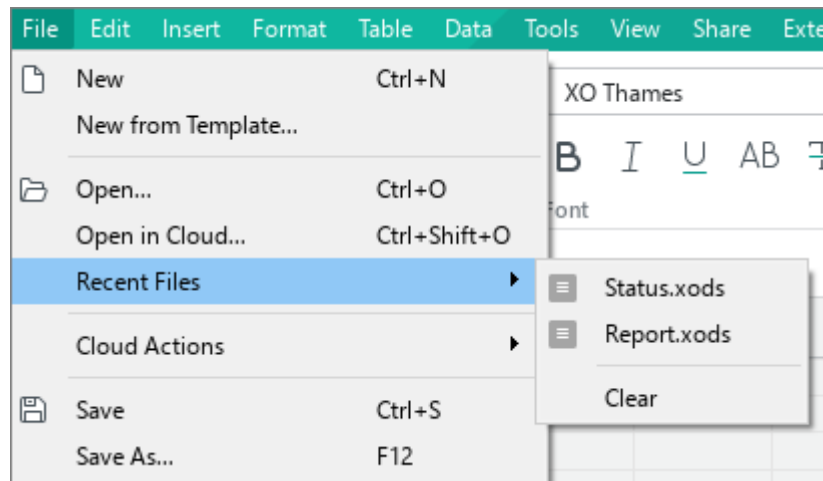 File Edit Insert Format Table Data Tools View Share
New Ctrl+N
XO Thames
New from Template...
B I U AB
Open... Ctrl+O
Font
Open in Cloud... Ctrl+Shift+O
Recent Files
Status.xods
Report.xods
Cloud Actions
Clear
Save Ctrl+S
Save As... F12